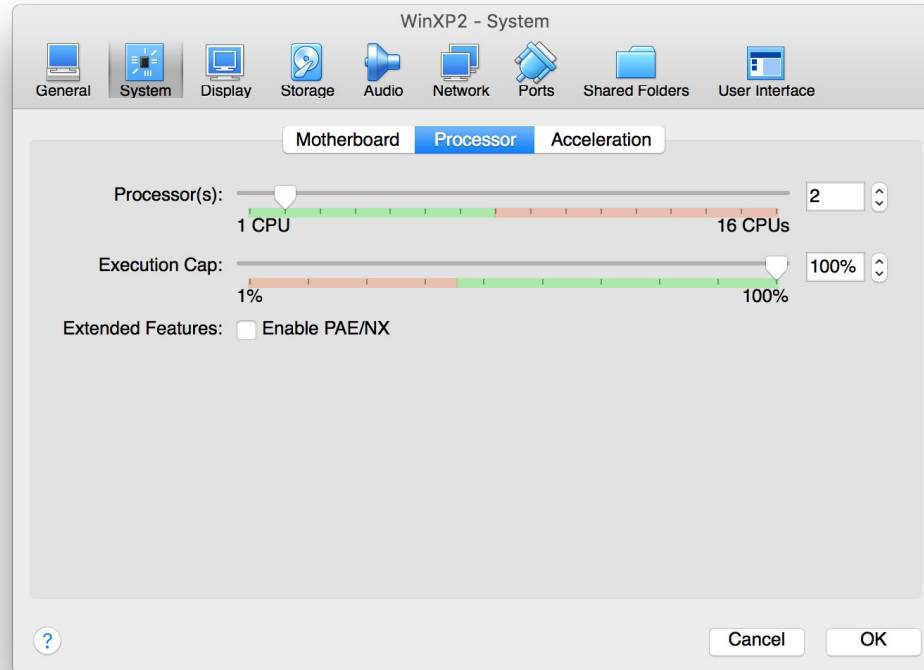 WinXP2 - System
General System Display Storage Audio Network Ports Shared Folders User Interface
Motherboard Processor Acceleration
Processor(s): 2
1 CPU 16 CPUs
Execution Cap: 100%
1% 100%
Extended Features: Enable PAE/NX
? Cancel OK